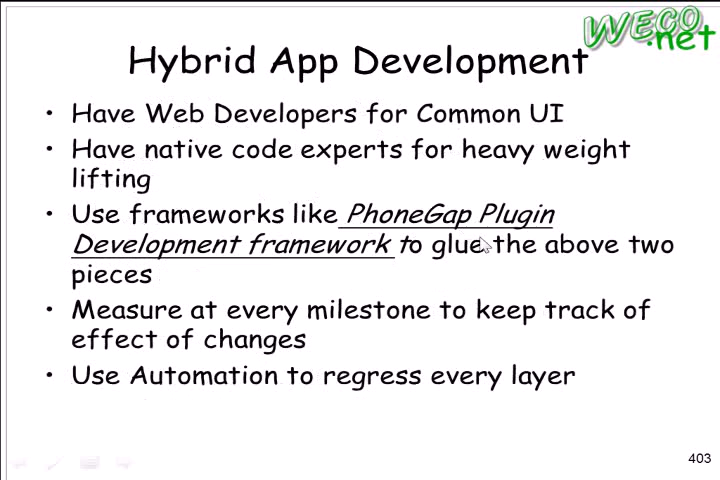 WECO
.net
Hybrid App Development
• Have Web Developers for Common UI
• Have native code experts for heavy weight
lifting
• Use frameworks like PhoneGap Plugin
Development framework to glue the above two
pieces
• Measure at every milestone to keep track of
effect of changes
• Use Automation to regress every layer
403